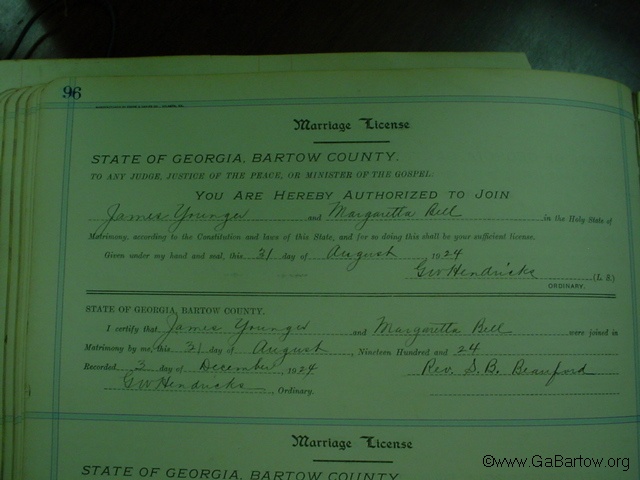 96
Marriage License
STATE OF GEORGIA, BARTOW COUNTY.
TO ANY JUDGE, JUSTICE OF THE PEACE, OR MINISTER OF THE GOSPEL:
YOU ARE HEREBY AUTHORIZED TO JOIN
James Younger and Margaretta Bell in the Holy State of
Matrimony, according to the Constitution and laws of this State, and for so doing this shall be your sufficient license.
Given under my hand and seal, this 31 day of August 1924
GW Hendricks (L. S.)
ORDINARY.
STATE OF GEORGIA, BARTOW COUNTY.
I certify that James Younger and Margaretta Bell were joined in
Matrimony by me, this 31 day of August, Nineteen Hundred and 24
Recorded, 3 day of December, 1924 Rev. S. B.
GW Hendricks, Ordinary.
Marriage License
STATE OF GEORGIA, BARTOW COUNTY
©www.GaBartow.org